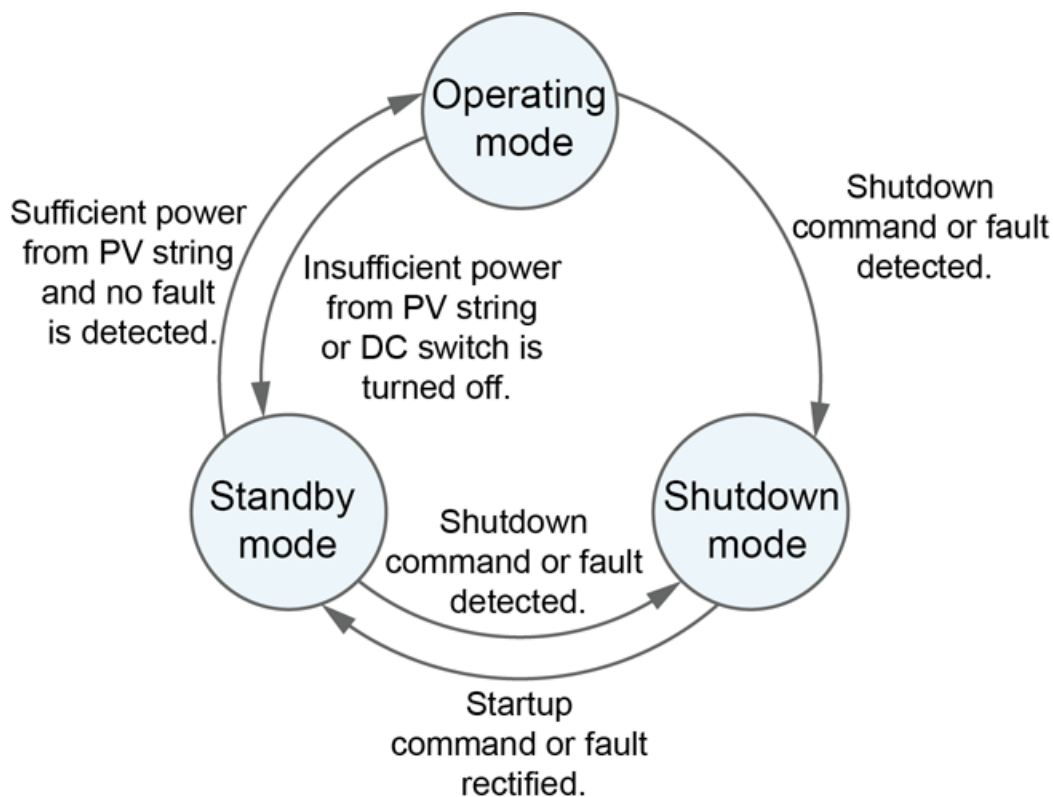 Operating
mode
Shutdown
command or fault
detected.
Sufficient power
from PV string
and no fault
is detected.
Insufficient power
from PV string
or DC switch is
turned off.
Standby
mode
Shutdown
command or fault
detected.
Shutdown
mode
Startup
command or fault
rectified.